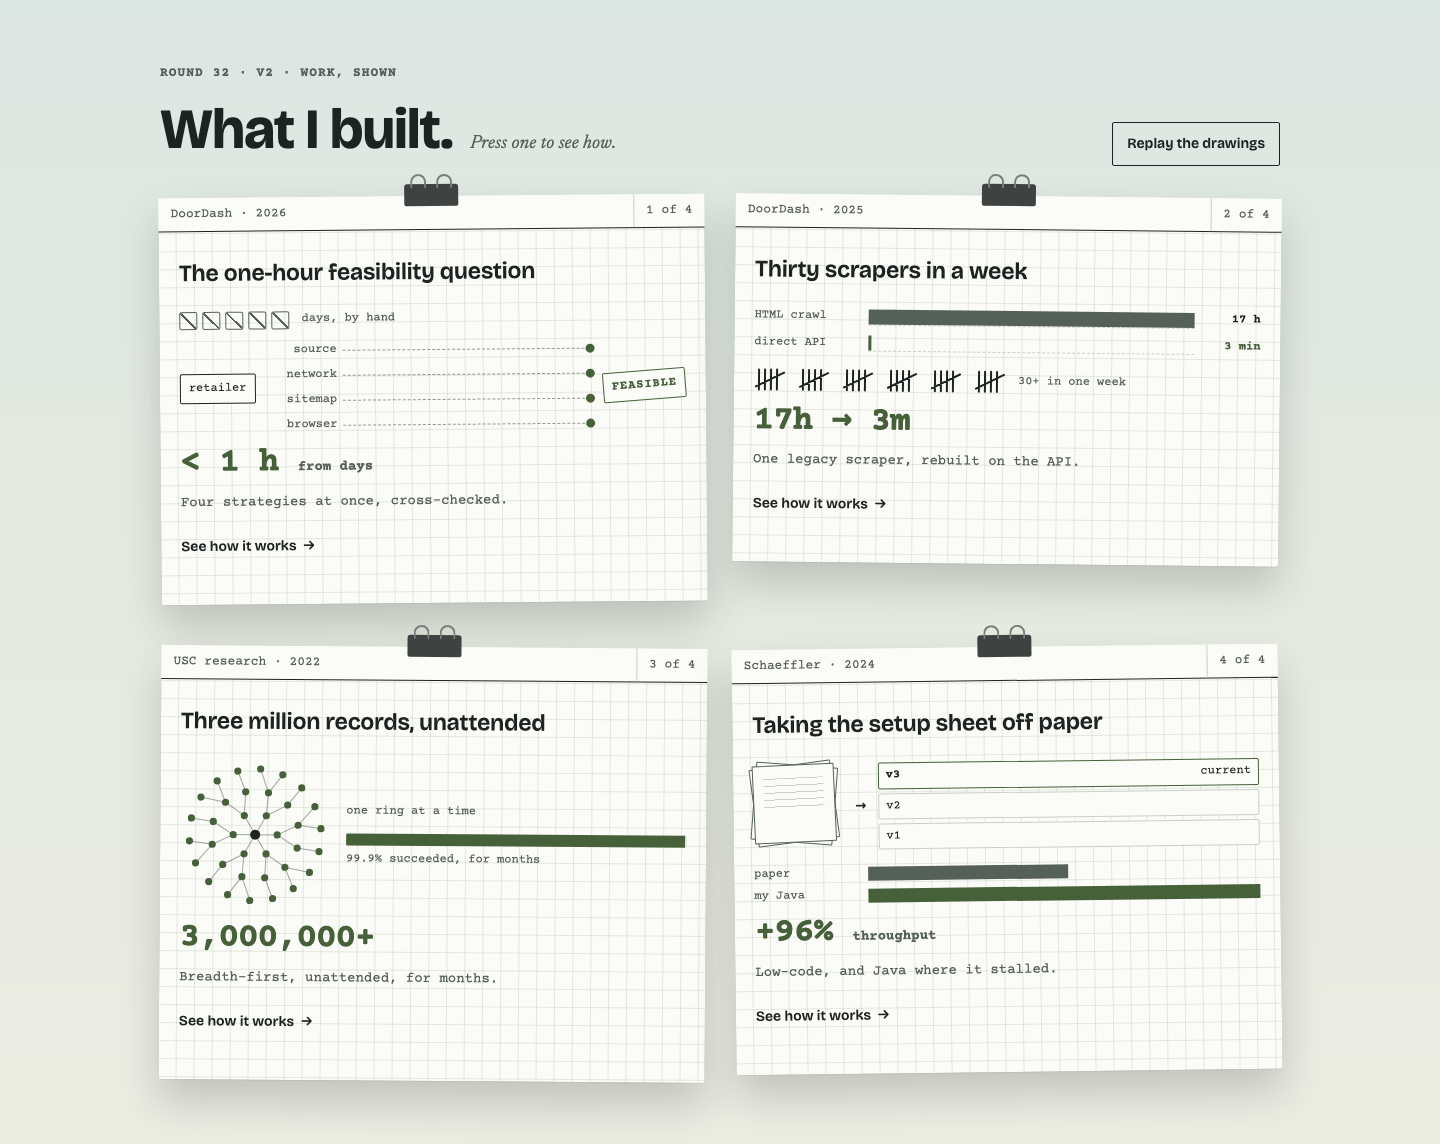 ROUND 32 · V2 · WORK, SHOWN
What I built. Press one to see how.
Replay the drawings
DoorDash · 2026
1 of 4
The one-hour feasibility question
days, by hand
source
network
sitemap
browser
retailer
FEASIBLE
< 1 h from days
Four strategies at once, cross-checked.
See how it works →
DoorDash · 2025
2 of 4
Thirty scrapers in a week
HTML crawl 17 h
direct API 3 min
30+ in one week
17h → 3m
One legacy scraper, rebuilt on the API.
See how it works →
USC research · 2022
3 of 4
Three million records, unattended
one ring at a time
99.9% succeeded, for months
3,000,000+
Breadth-first, unattended, for months.
See how it works →
Schaeffler · 2024
4 of 4
Taking the setup sheet off paper
→
v3 current
v2
v1
paper
my Java
+96% throughput
Low-code, and Java where it stalled.
See how it works →